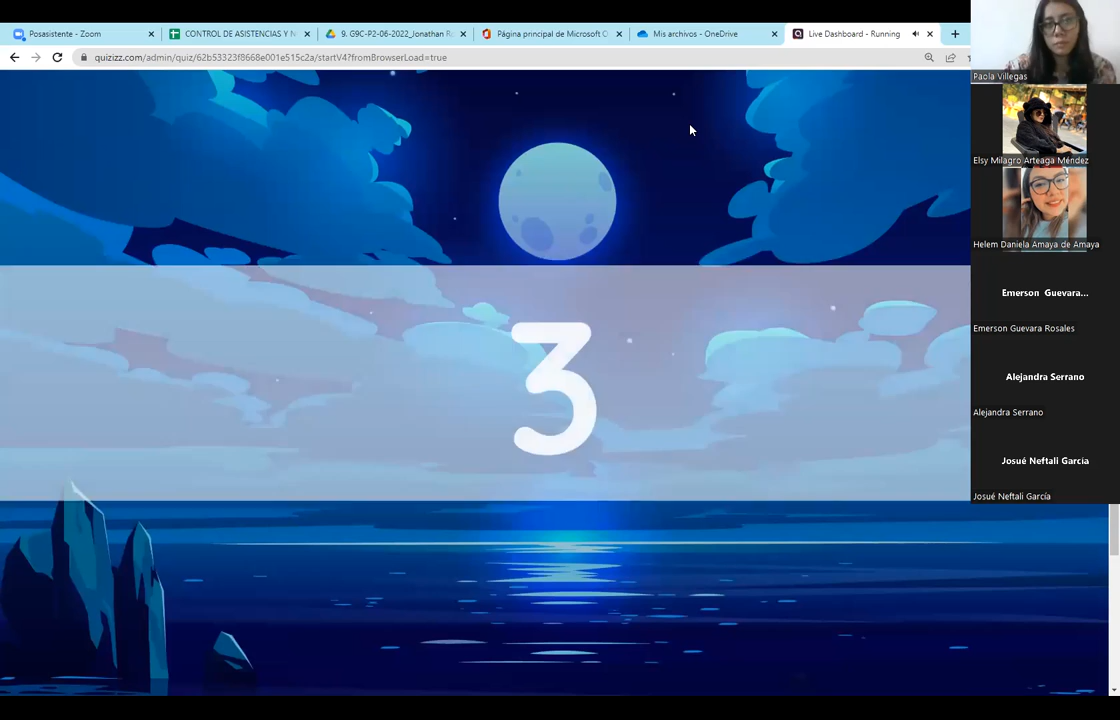 Posasistente - Zoom
CONTROL DE ASISTENCIAS Y N
9. G9C-P2-06-2022_Jonathan R
Página principal de Microsoft O
Mis archivos - OneDrive
Live Dashboard - Running
quizizz.com/admin/quiz/62b53323f8668e001e515c2a/startV4?fromBrowserLoad=true
3
Paola Villegas
Elsy Milagro Arteaga Méndez
Helem Daniela Amaya de Amaya
Emerson Guevara...
Emerson Guevara Rosales
Alejandra Serrano
Alejandra Serrano
Josué Neftali García
Josué Neftali García